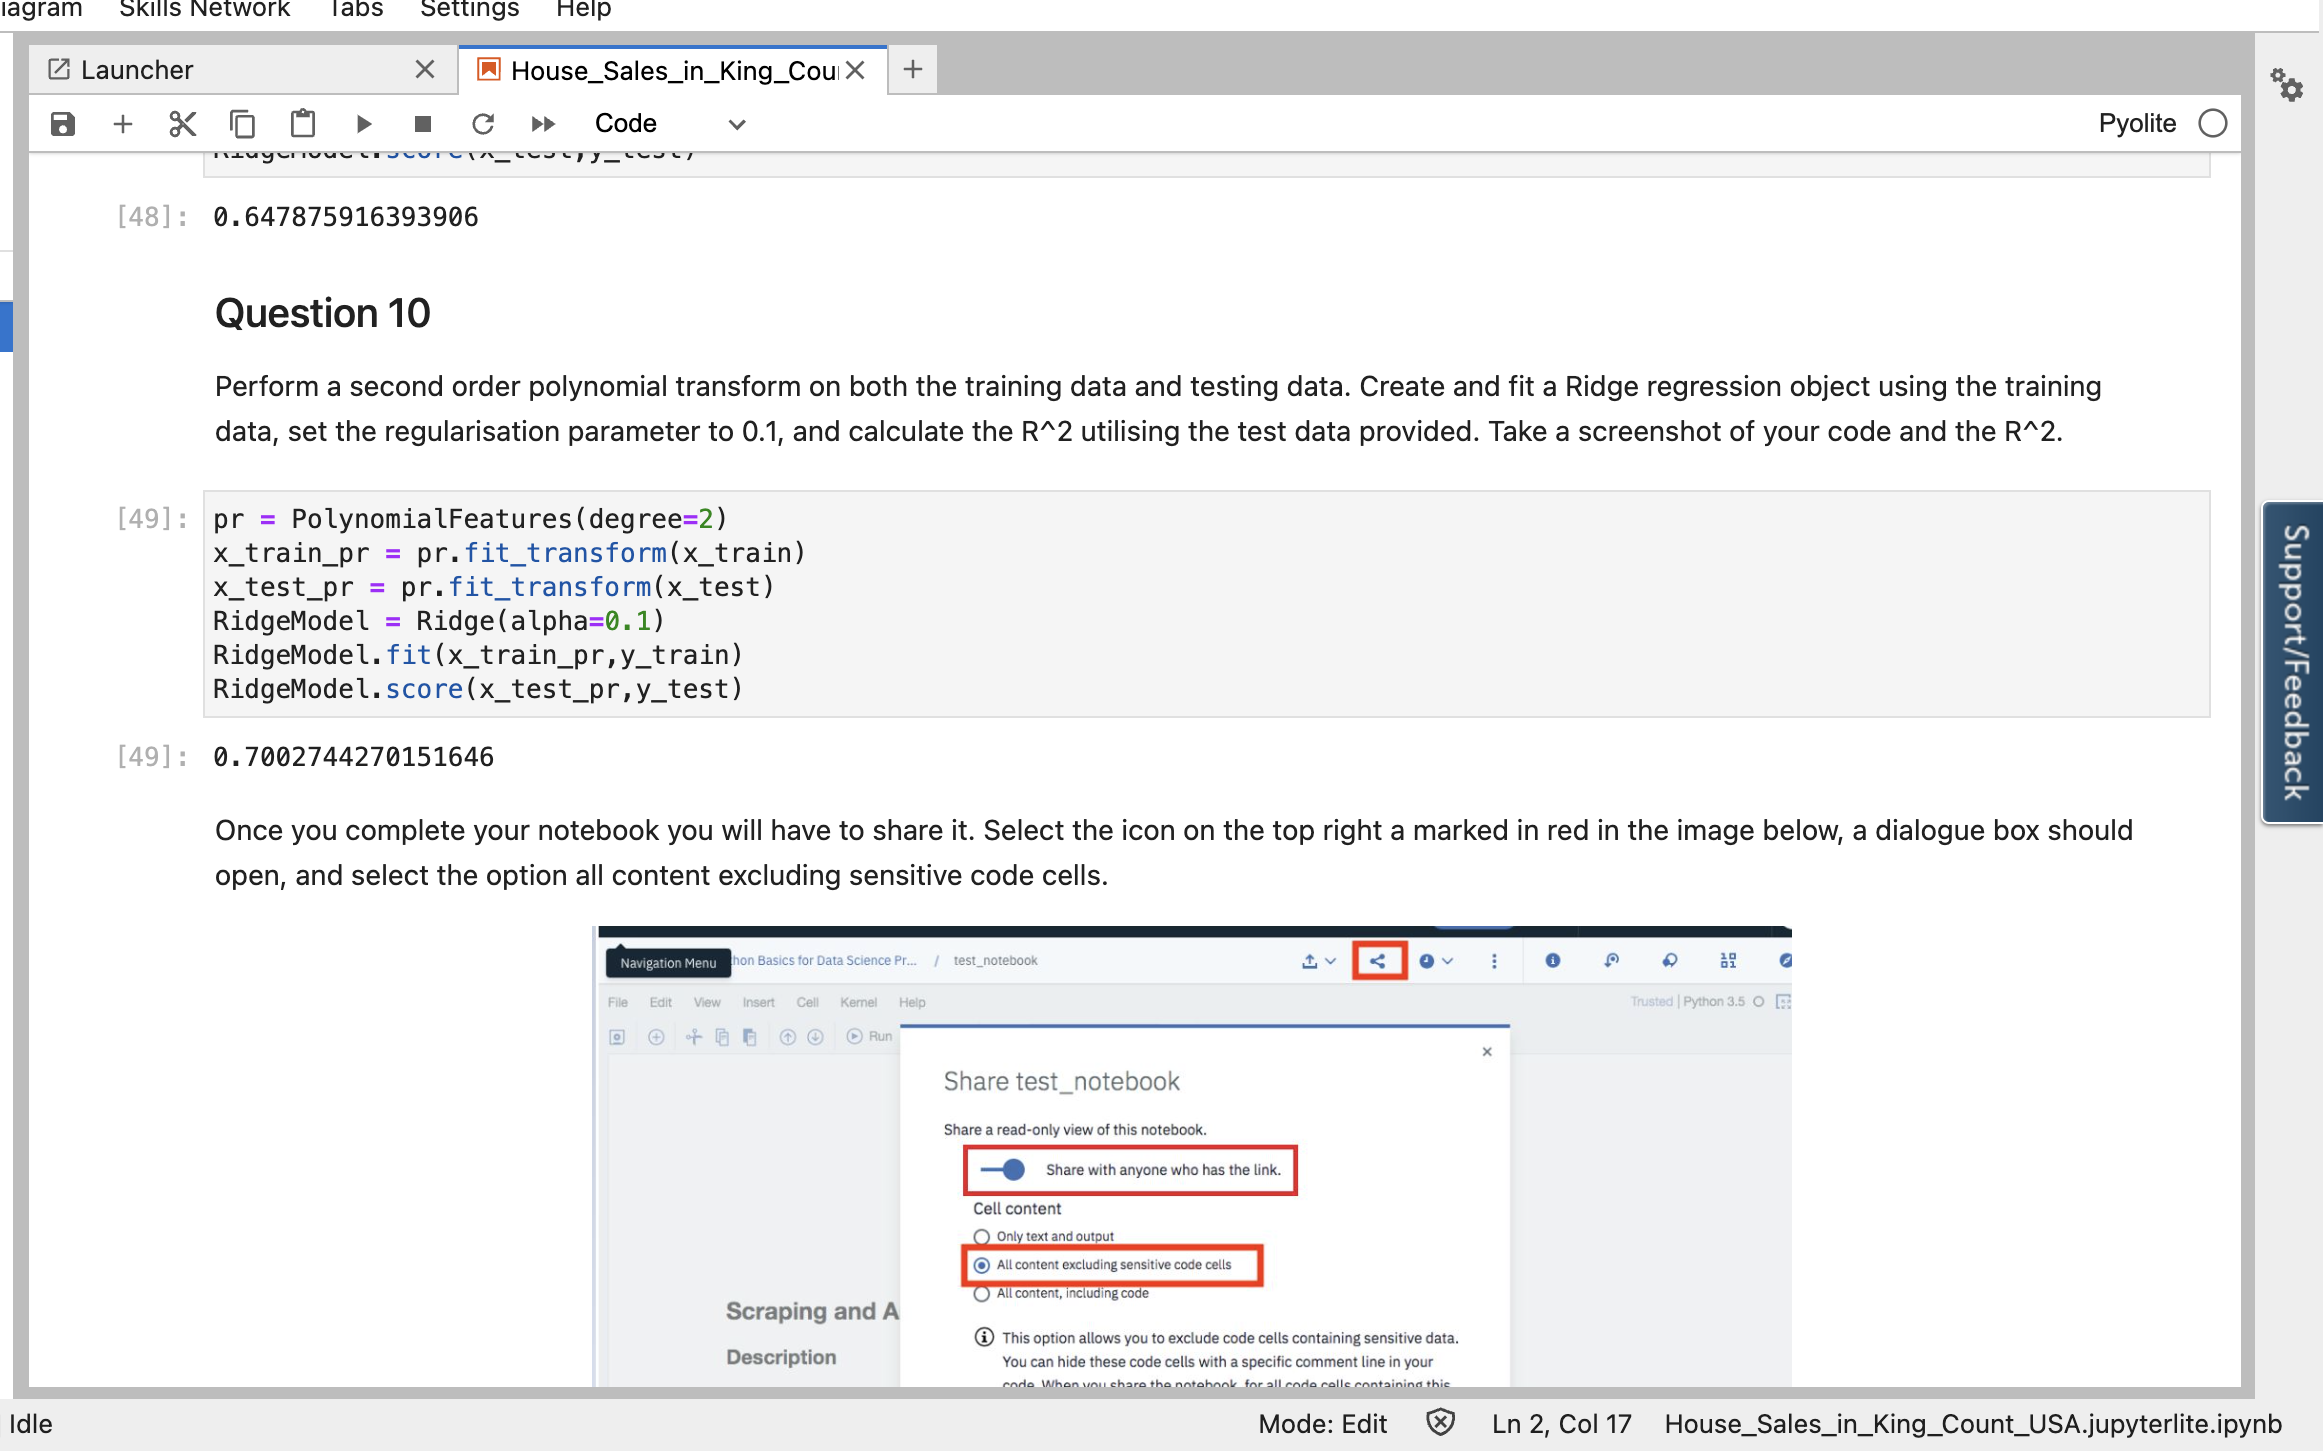 iagram Skills Network Tabs Settings Help
Launcher
House_Sales_in_King_Cou
Code
Pyolite
RidgeModel.score(x_test,y_test)
[48]: 0.647875916393906
Question 10
Perform a second order polynomial transform on both the training data and testing data. Create and fit a Ridge regression object using the training
data, set the regularisation parameter to 0.1, and calculate the R^2 utilising the test data provided. Take a screenshot of your code and the R^2.
[49]: pr = PolynomialFeatures(degree=2)
x_train_pr = pr.fit_transform(x_train)
x_test_pr = pr.fit_transform(x_test)
RidgeModel = Ridge(alpha=0.1)
RidgeModel.fit(x_train_pr,y_train)
RidgeModel.score(x_test_pr,y_test)
[49]: 0.7002744270151646
Once you complete your notebook you will have to share it. Select the icon on the top right a marked in red in the image below, a dialogue box should
open, and select the option all content excluding sensitive code cells.
Navigation Menu thon Basics for Data Science Pr... / test_notebook
File Edit View Insert Cell Kernel Help
Trusted | Python 3.5
Run
Share test_notebook
Share a read-only view of this notebook.
Share with anyone who has the link.
Cell content
Only text and output
All content excluding sensitive code cells
All content, including code
Scraping and A
Description
This option allows you to exclude code cells containing sensitive data.
You can hide these code cells with a specific comment line in your
code. When you share the notebook, for all code cells containing this
Support/Feedback
Idle
Mode: Edit
Ln 2, Col 17
House_Sales_in_King_Count_USA.jupyterlite.ipynb